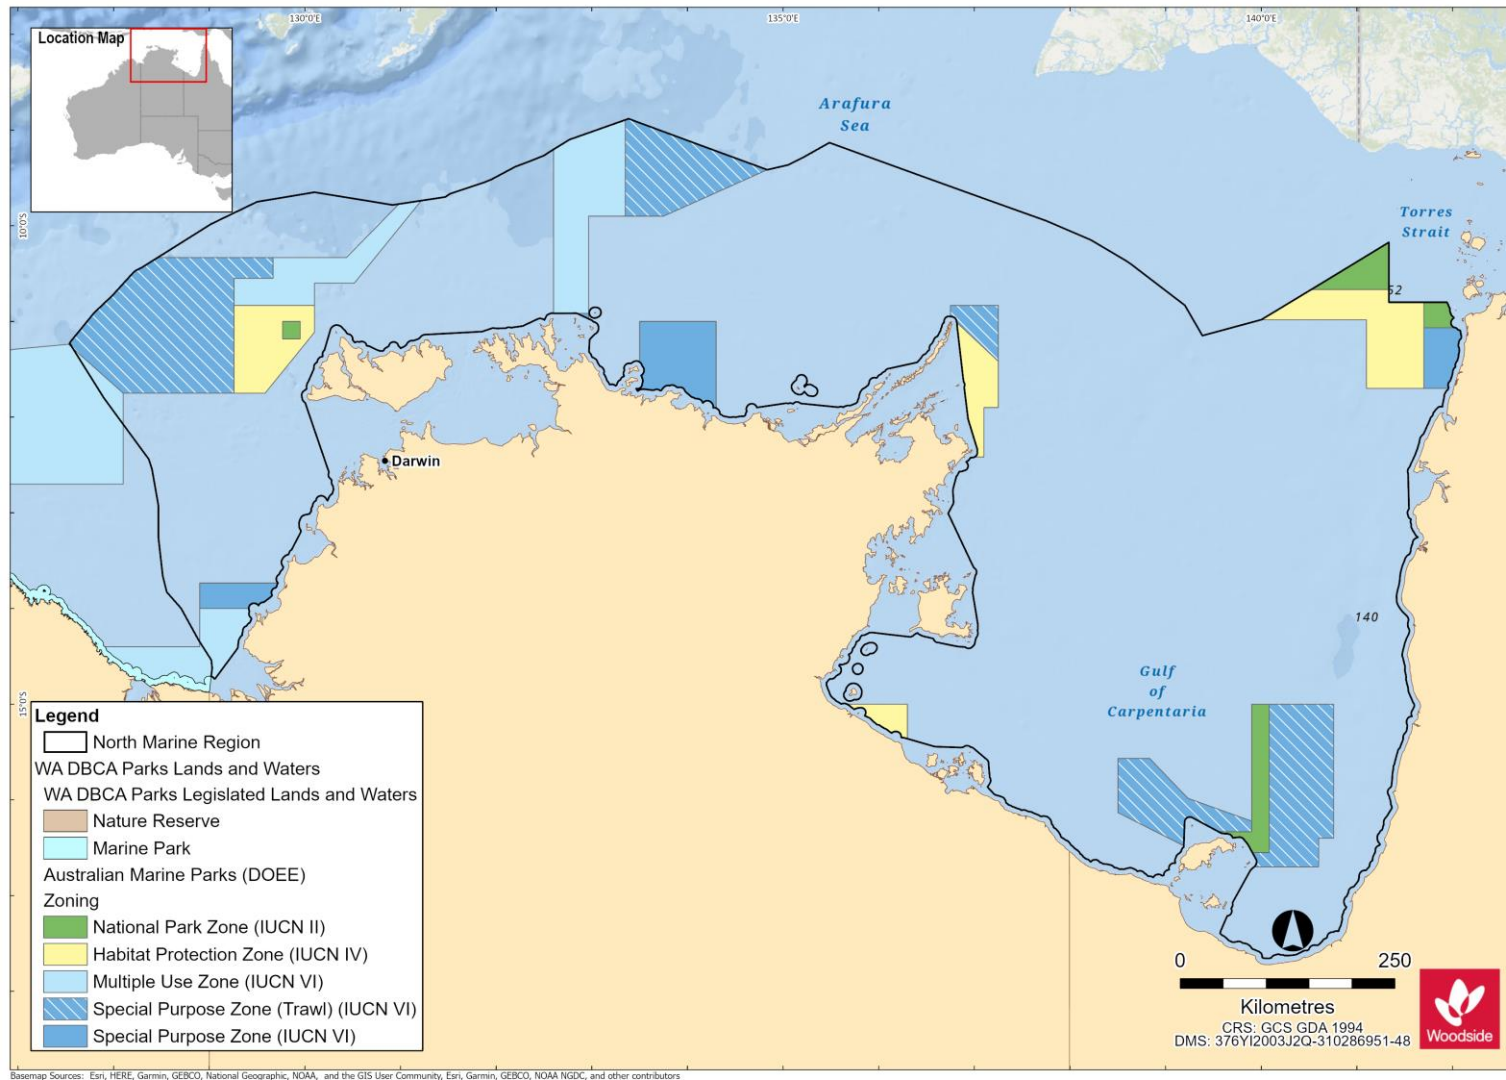 130°0'E
135°0'E
140°0'E
Location Map
Arafura
Sea
10°0'S
Torres
Strait
52
Darwin
140
Gulf
of
Carpentaria
15°0'S
Legend
North Marine Region
WA DBCA Parks Lands and Waters
WA DBCA Parks Legislated Lands and Waters
Nature Reserve
Marine Park
Australian Marine Parks (DOEE)
Zoning
National Park Zone (IUCN II)
Habitat Protection Zone (IUCN IV)
Multiple Use Zone (IUCN VI)
Special Purpose Zone (Trawl) (IUCN VI)
Special Purpose Zone (IUCN VI)
0 250
Kilometres
CRS: GCS GDA 1994
DMS: 376YI2003J2Q-310286951-48
Woodside
Basemap Sources: Esri, HERE, Garmin, GEBCO, National Geographic, NOAA, and the GIS User Community, Esri, Garmin, GEBCO, NOAA NGDC, and other contributors